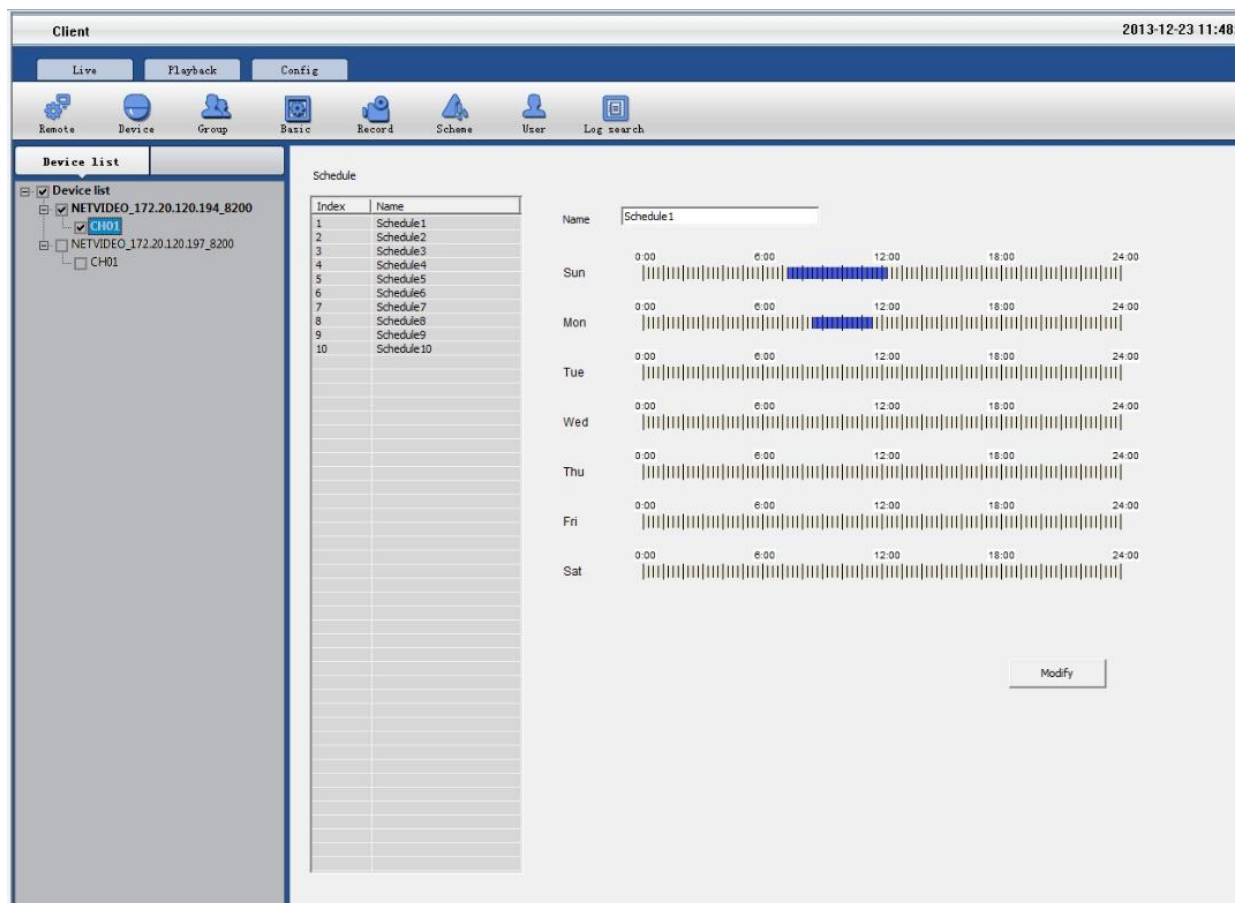 Client
2013-12-23 11:48:
Live Playback Config
Remote Device Group Basic Record Scheme User Log search
Device list
Device list
NETVIDEO_172.20.120.194_8200
CH01
NETVIDEO_172.20.120.197_8200
CH01
Schedule
Index Name
1 Schedule1
2 Schedule2
3 Schedule3
4 Schedule4
5 Schedule5
6 Schedule6
7 Schedule7
8 Schedule8
9 Schedule9
10 Schedule10
Name Schedule1
0:00 6:00 12:00 18:00 24:00
Sun
0:00 6:00 12:00 18:00 24:00
Mon
0:00 6:00 12:00 18:00 24:00
Tue
0:00 6:00 12:00 18:00 24:00
Wed
0:00 6:00 12:00 18:00 24:00
Thu
0:00 6:00 12:00 18:00 24:00
Fri
0:00 6:00 12:00 18:00 24:00
Sat
Modify